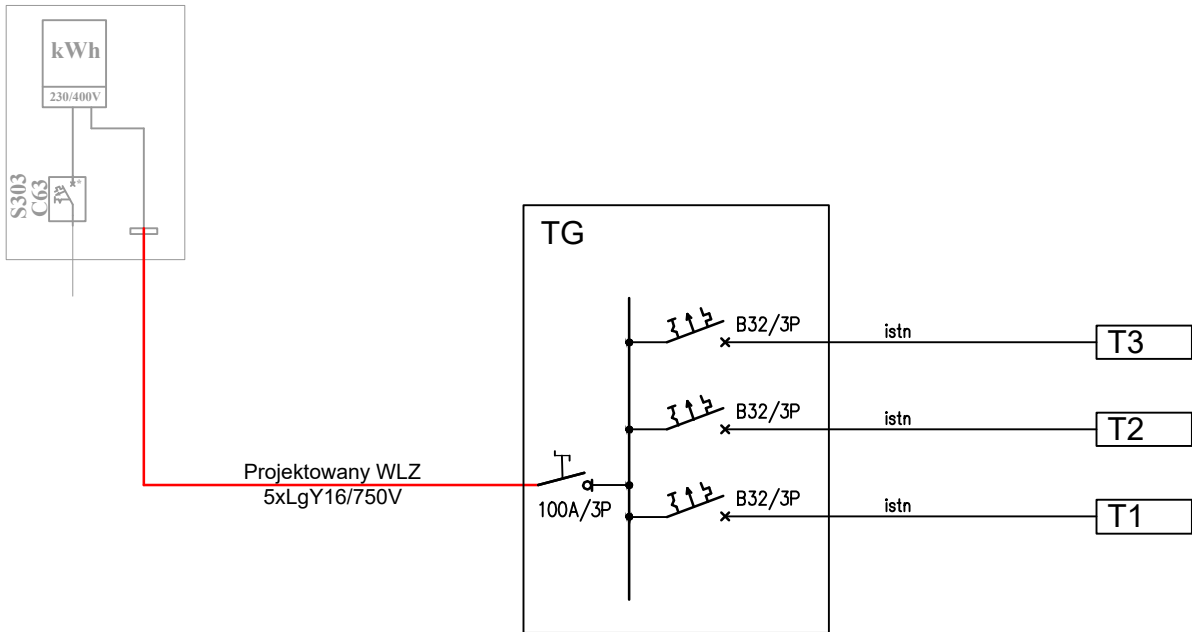 kWh
230/400V
S303
C63
TG
B32/3P
istn
T3
B32/3P
istn
T2
Projektowany WLZ
5xLgY16/750V
100A/3P
B32/3P
istn
T1